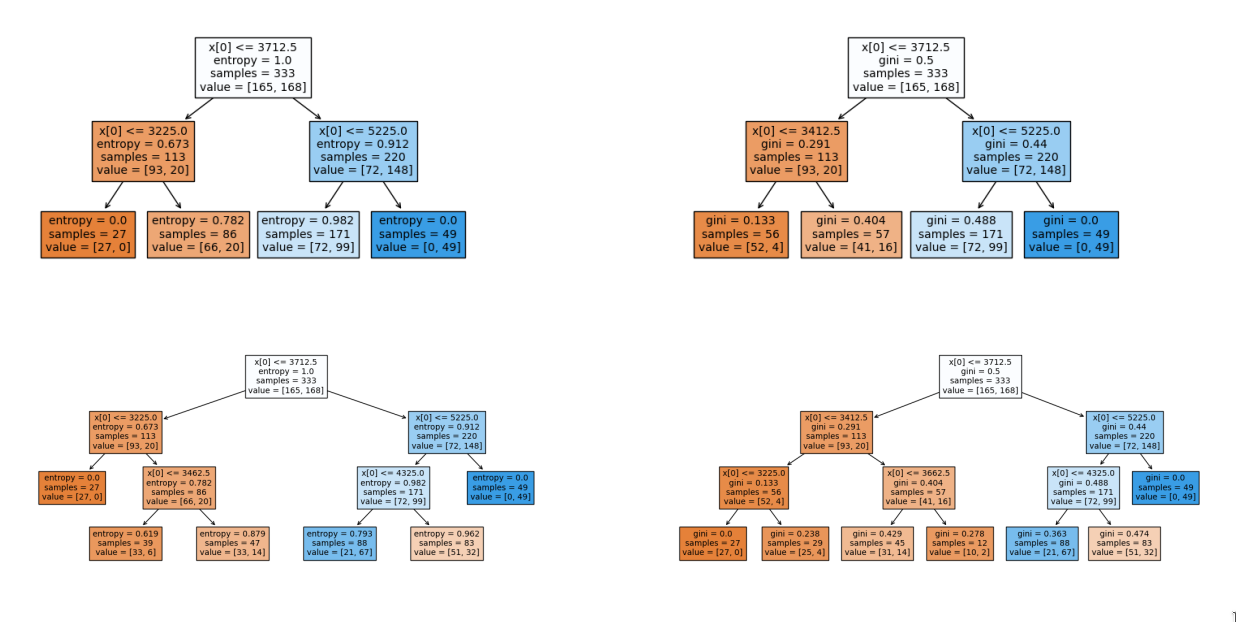 x[0] <= 3712.5
entropy = 1.0
samples = 333
value = [165, 168]
x[0] <= 3225.0
entropy = 0.673
samples = 113
value = [93, 20]
x[0] <= 5225.0
entropy = 0.912
samples = 220
value = [72, 148]
entropy = 0.0
samples = 27
value = [27, 0]
entropy = 0.782
samples = 86
value = [66, 20]
entropy = 0.982
samples = 171
value = [72, 99]
entropy = 0.0
samples = 49
value = [0, 49]
x[0] <= 3712.5
gini = 0.5
samples = 333
value = [165, 168]
x[0] <= 3412.5
gini = 0.291
samples = 113
value = [93, 20]
x[0] <= 5225.0
gini = 0.44
samples = 220
value = [72, 148]
gini = 0.133
samples = 56
value = [52, 4]
gini = 0.404
samples = 57
value = [41, 16]
gini = 0.488
samples = 171
value = [72, 99]
gini = 0.0
samples = 49
value = [0, 49]
x[0] <= 3712.5
entropy = 1.0
samples = 333
value = [165, 168]
x[0] <= 3225.0
entropy = 0.673
samples = 113
value = [93, 20]
x[0] <= 5225.0
entropy = 0.912
samples = 220
value = [72, 148]
entropy = 0.0
samples = 27
value = [27, 0]
x[0] <= 3462.5
entropy = 0.782
samples = 86
value = [66, 20]
x[0] <= 4325.0
entropy = 0.982
samples = 171
value = [72, 99]
entropy = 0.0
samples = 49
value = [0, 49]
entropy = 0.619
samples = 39
value = [33, 6]
entropy = 0.879
samples = 47
value = [33, 14]
entropy = 0.793
samples = 88
value = [21, 67]
entropy = 0.962
samples = 83
value = [51, 32]
x[0] <= 3712.5
gini = 0.5
samples = 333
value = [165, 168]
x[0] <= 3412.5
gini = 0.291
samples = 113
value = [93, 20]
x[0] <= 5225.0
gini = 0.44
samples = 220
value = [72, 148]
x[0] <= 3225.0
gini = 0.133
samples = 56
value = [52, 4]
x[0] <= 3662.5
gini = 0.404
samples = 57
value = [41, 16]
x[0] <= 4325.0
gini = 0.488
samples = 171
value = [72, 99]
gini = 0.0
samples = 49
value = [0, 49]
gini = 0.0
samples = 27
value = [27, 0]
gini = 0.238
samples = 29
value = [25, 4]
gini = 0.429
samples = 45
value = [31, 14]
gini = 0.278
samples = 12
value = [10, 2]
gini = 0.363
samples = 88
value = [21, 67]
gini = 0.474
samples = 83
value = [51, 32]